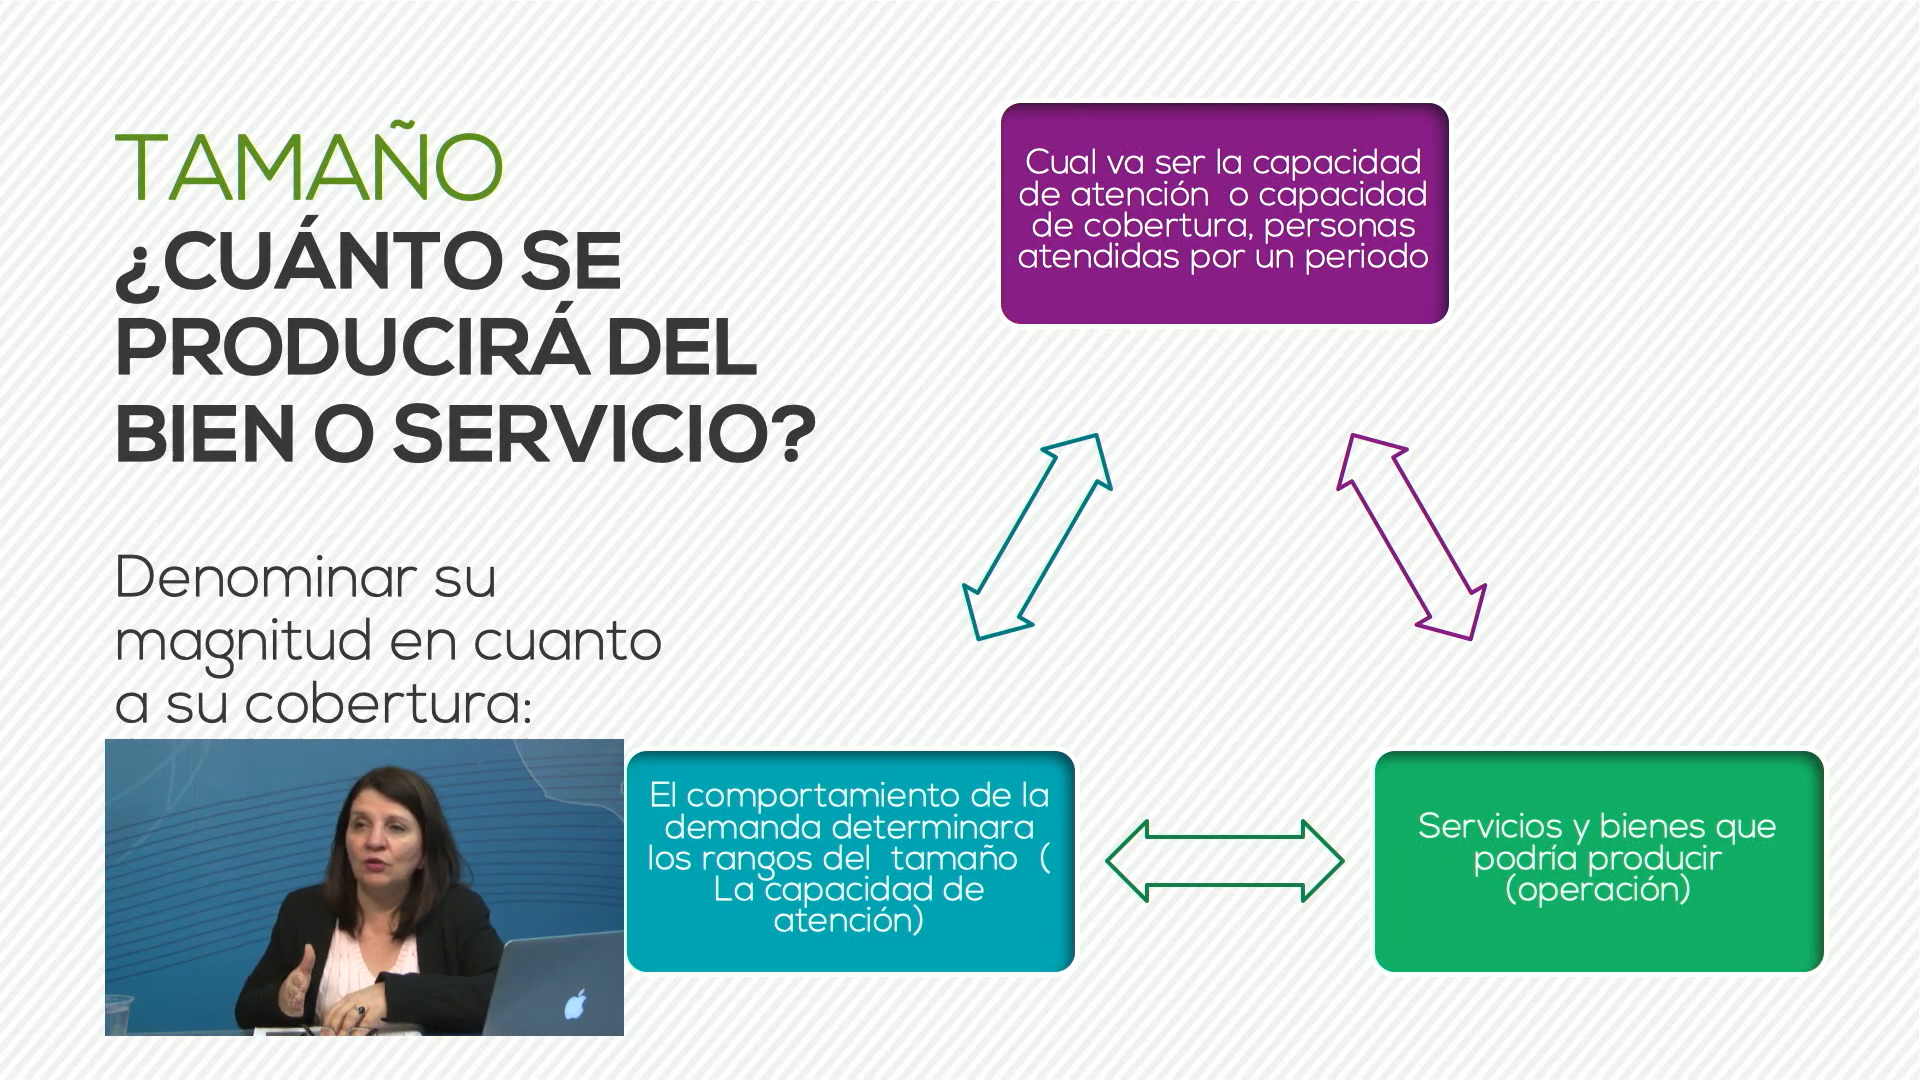 TAMAÑO
¿CUÁNTO SE
PRODUCIRÁ DEL
BIEN O SERVICIO?
Denominar su
magnitud en cuanto
a su cobertura:
Cual va ser la capacidad
de atención o capacidad
de cobertura, personas
atendidas por un periodo
El comportamiento de la
demanda determinara
los rangos del tamaño (
La capacidad de
atención)
Servicios y bienes que
podría producir
(operación)